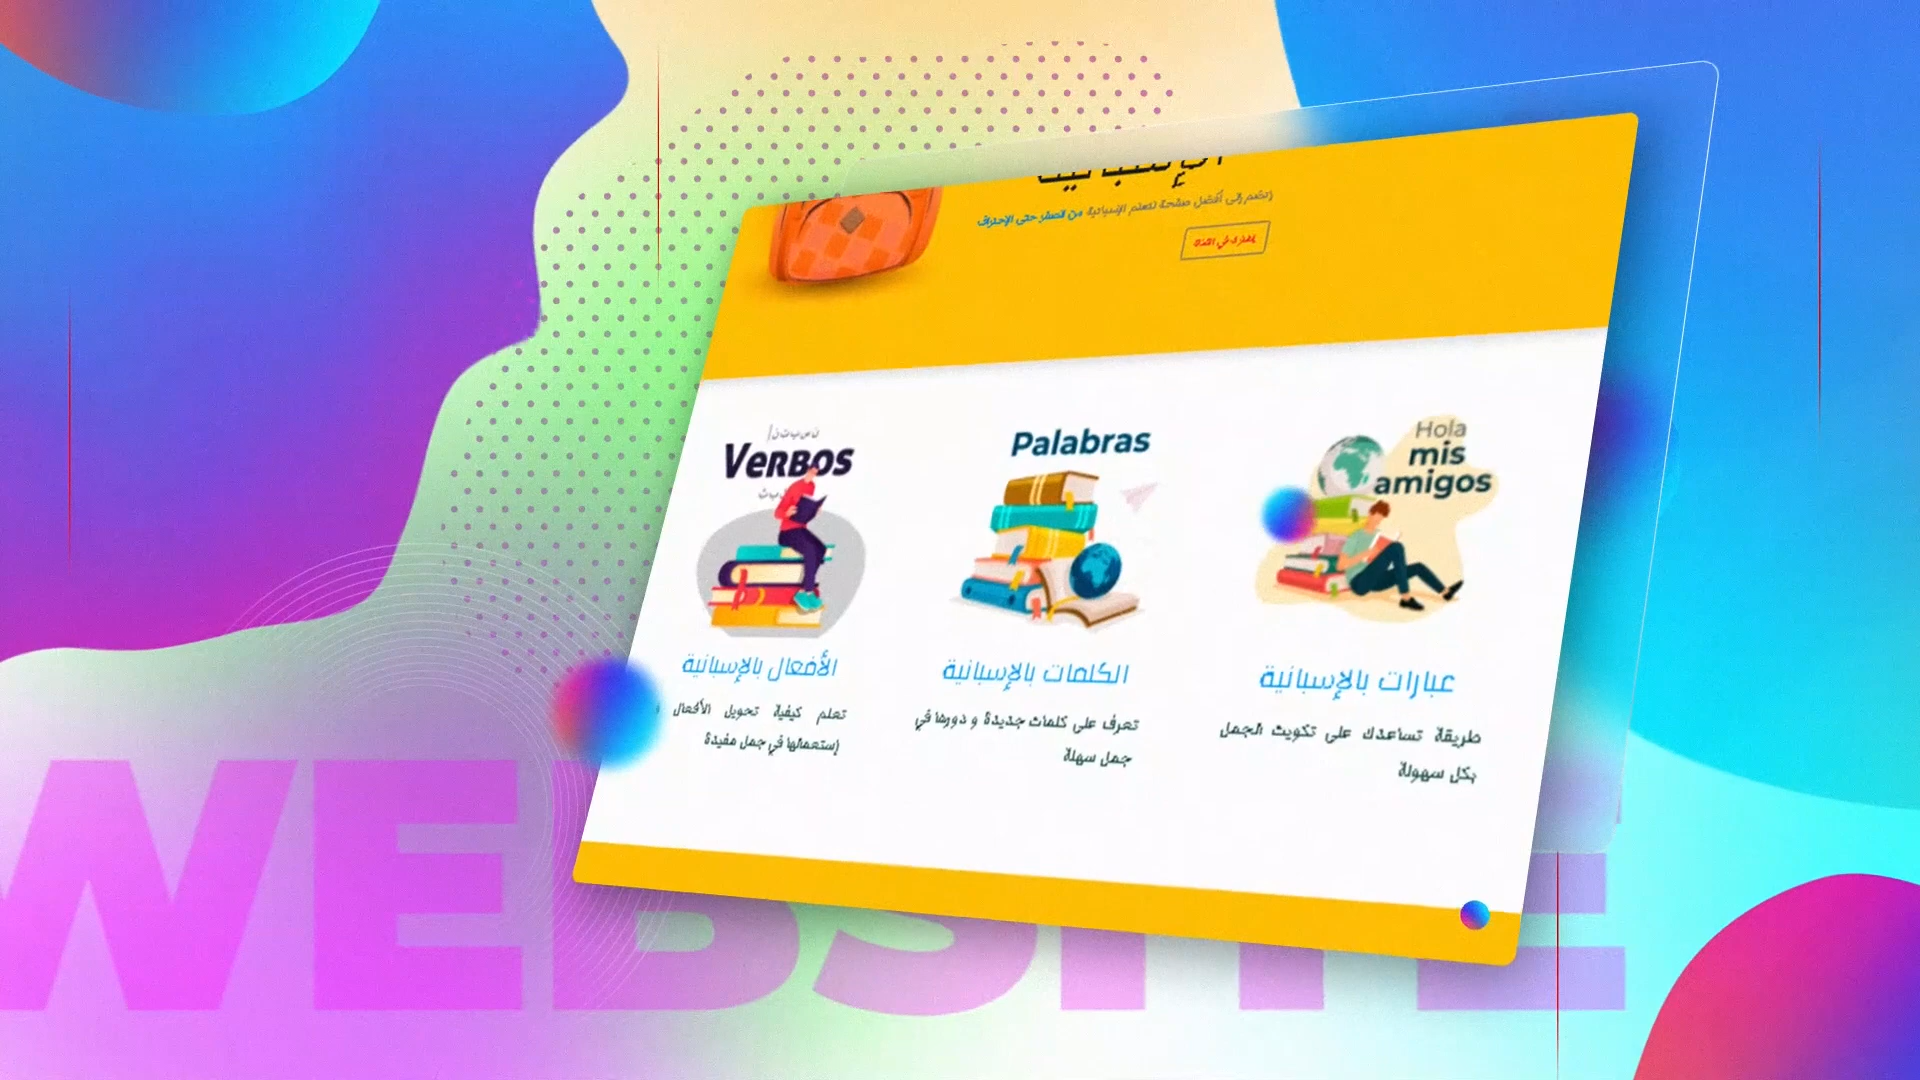 إنضم إلى أفضل صفحة لتعلم الإسبانية من الصفر حتى الإحتراف
Hola
mis
amigos
عبارات بالإسبانية
طريقة تساعدك على تكوين الجمل
بكل سهولة
Palabras
الكلمات بالإسبانية
تعرف على كلمات جديدة و دورها في
جمل سهلة
VERBOS
الأفعال بالإسبانية
تعلم كيفية تحويل الأفعال
إستعمالها في جمل مفيدة
WEBSITE